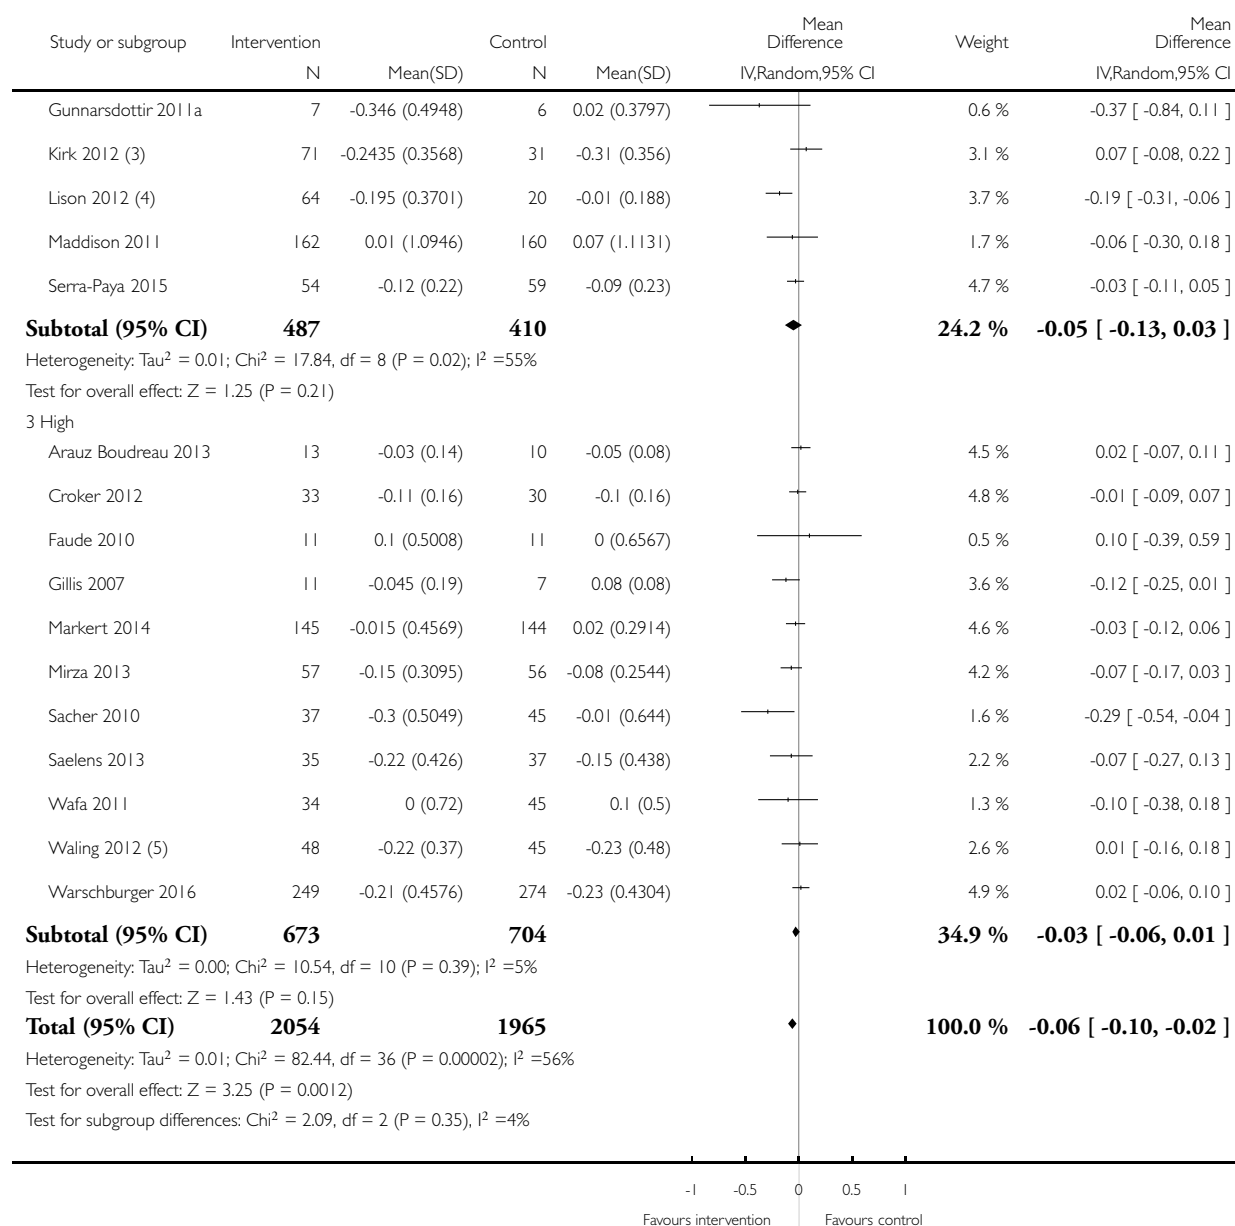 Study or subgroup Intervention Control Mean Difference Weight Mean Difference
N Mean(SD) N Mean(SD) IV,Random,95% CI IV,Random,95% CI
Gunnarsdottir 2011a 7 -0.346 (0.4948) 6 0.02 (0.3797) 0.6 % -0.37 [ -0.84, 0.11 ]
Kirk 2012 (3) 71 -0.2435 (0.3568) 31 -0.31 (0.356) 3.1 % 0.07 [ -0.08, 0.22 ]
Lison 2012 (4) 64 -0.195 (0.3701) 20 -0.01 (0.188) 3.7 % -0.19 [ -0.31, -0.06 ]
Maddison 2011 162 0.01 (1.0946) 160 0.07 (1.1131) 1.7 % -0.06 [ -0.30, 0.18 ]
Serra-Paya 2015 54 -0.12 (0.22) 59 -0.09 (0.23) 4.7 % -0.03 [ -0.11, 0.05 ]
Subtotal (95% CI) 487 410 24.2 % -0.05 [ -0.13, 0.03 ]
Heterogeneity: Tau² = 0.01; Chi² = 17.84, df = 8 (P = 0.02); I² =55%
Test for overall effect: Z = 1.25 (P = 0.21)
3 High
Arauz Boudreau 2013 13 -0.03 (0.14) 10 -0.05 (0.08) 4.5 % 0.02 [ -0.07, 0.11 ]
Croker 2012 33 -0.11 (0.16) 30 -0.1 (0.16) 4.8 % -0.01 [ -0.09, 0.07 ]
Faude 2010 11 0.1 (0.5008) 11 0 (0.6567) 0.5 % 0.10 [ -0.39, 0.59 ]
Gillis 2007 11 -0.045 (0.19) 7 0.08 (0.08) 3.6 % -0.12 [ -0.25, 0.01 ]
Markert 2014 145 -0.015 (0.4569) 144 0.02 (0.2914) 4.6 % -0.03 [ -0.12, 0.06 ]
Mirza 2013 57 -0.15 (0.3095) 56 -0.08 (0.2544) 4.2 % -0.07 [ -0.17, 0.03 ]
Sacher 2010 37 -0.3 (0.5049) 45 -0.01 (0.644) 1.6 % -0.29 [ -0.54, -0.04 ]
Saelens 2013 35 -0.22 (0.426) 37 -0.15 (0.438) 2.2 % -0.07 [ -0.27, 0.13 ]
Wafa 2011 34 0 (0.72) 45 0.1 (0.5) 1.3 % -0.10 [ -0.38, 0.18 ]
Waling 2012 (5) 48 -0.22 (0.37) 45 -0.23 (0.48) 2.6 % 0.01 [ -0.16, 0.18 ]
Warschburger 2016 249 -0.21 (0.4576) 274 -0.23 (0.4304) 4.9 % 0.02 [ -0.06, 0.10 ]
Subtotal (95% CI) 673 704 34.9 % -0.03 [ -0.06, 0.01 ]
Heterogeneity: Tau² = 0.00; Chi² = 10.54, df = 10 (P = 0.39); I² =5%
Test for overall effect: Z = 1.43 (P = 0.15)
Total (95% CI) 2054 1965 100.0 % -0.06 [ -0.10, -0.02 ]
Heterogeneity: Tau² = 0.01; Chi² = 82.44, df = 36 (P = 0.00002); I² =56%
Test for overall effect: Z = 3.25 (P = 0.0012)
Test for subgroup differences: Chi² = 2.09, df = 2 (P = 0.35), I² =4%
-1 -0.5 0 0.5 1
Favours intervention Favours control